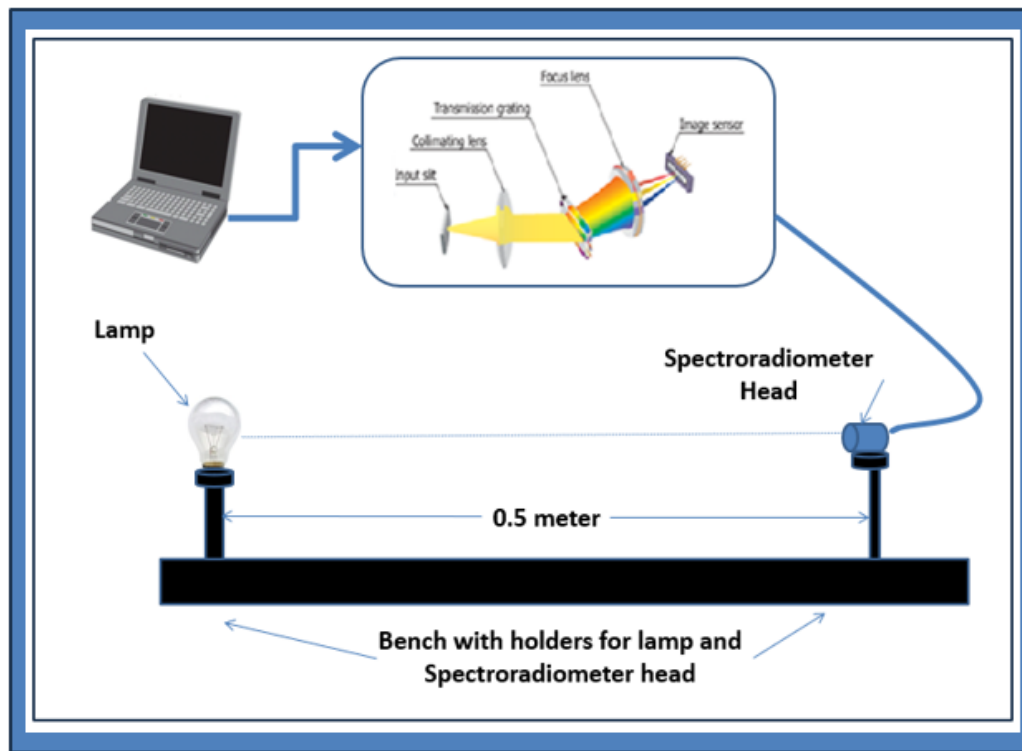 Focus lens
Transmission grating
Image sensor
Collimating lens
Input slit
Lamp
Spectroradiometer
Head
0.5 meter
Bench with holders for lamp and
Spectroradiometer head